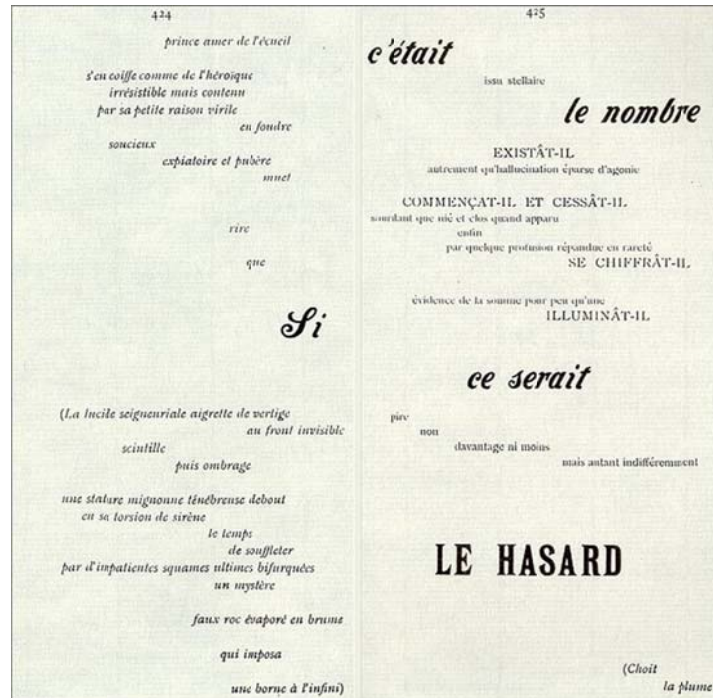 424
prince amer de l'écueil
s'en coiffe comme de l'héroïque
irrésistible mais contenu
par sa petite raison virile
en foudre
soucieux
expiatoire et pubère
muet
rire
que
Si
(La lucide seigneuriale aigrette de vertige
au front invisible
scintille
puis ombrage
une stature mignonne ténébreuse debout
en sa torsion de sirène
le temps
de souffleter
par d'impatientes squames ultimes bifurquées
un mystère
faux roc évaporé en brume
qui imposa
une borne à l'infini)
425
c'était
issu stellaire
le nombre
EXISTÂT-IL
autrement qu'hallucination éparse d'agonie
COMMENÇAT-IL ET CESSÂT-IL
sourdant que nié et clos quand apparu
enfin
par quelque profusion répandue en rareté
SE CHIFFRÂT-IL
évidence de la somme pour peu qu'une
ILLUMINÂT-IL
ce serait
pire
non
davantage ni moins
mais autant indifféremment
LE HASARD
(Choit
la plume